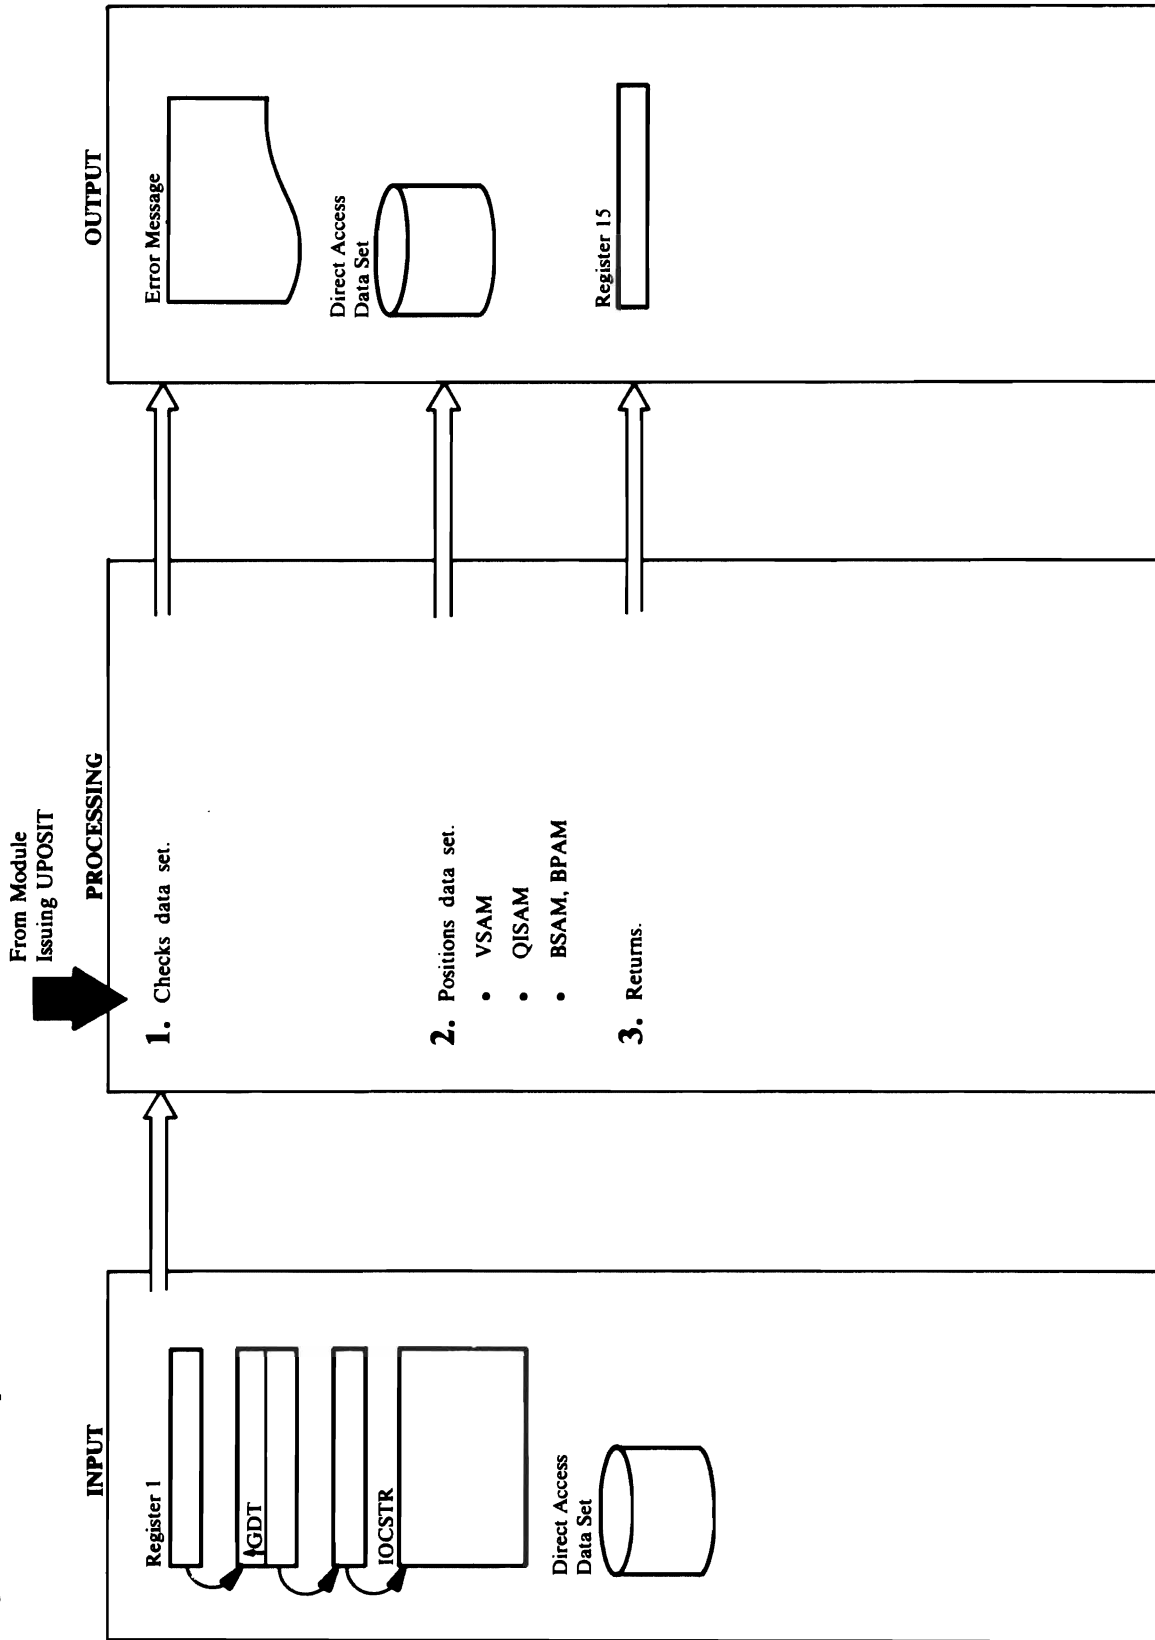 From Module
Issuing UPOSIT
INPUT
Register 1
GDT
IOCSTR
Direct Access
Data Set
PROCESSING
1. Checks data set.
2. Positions data set.
• VSAM
• QISAM
• BSAM, BPAM
3. Returns.
OUTPUT
Error Message
Direct Access
Data Set
Register 15